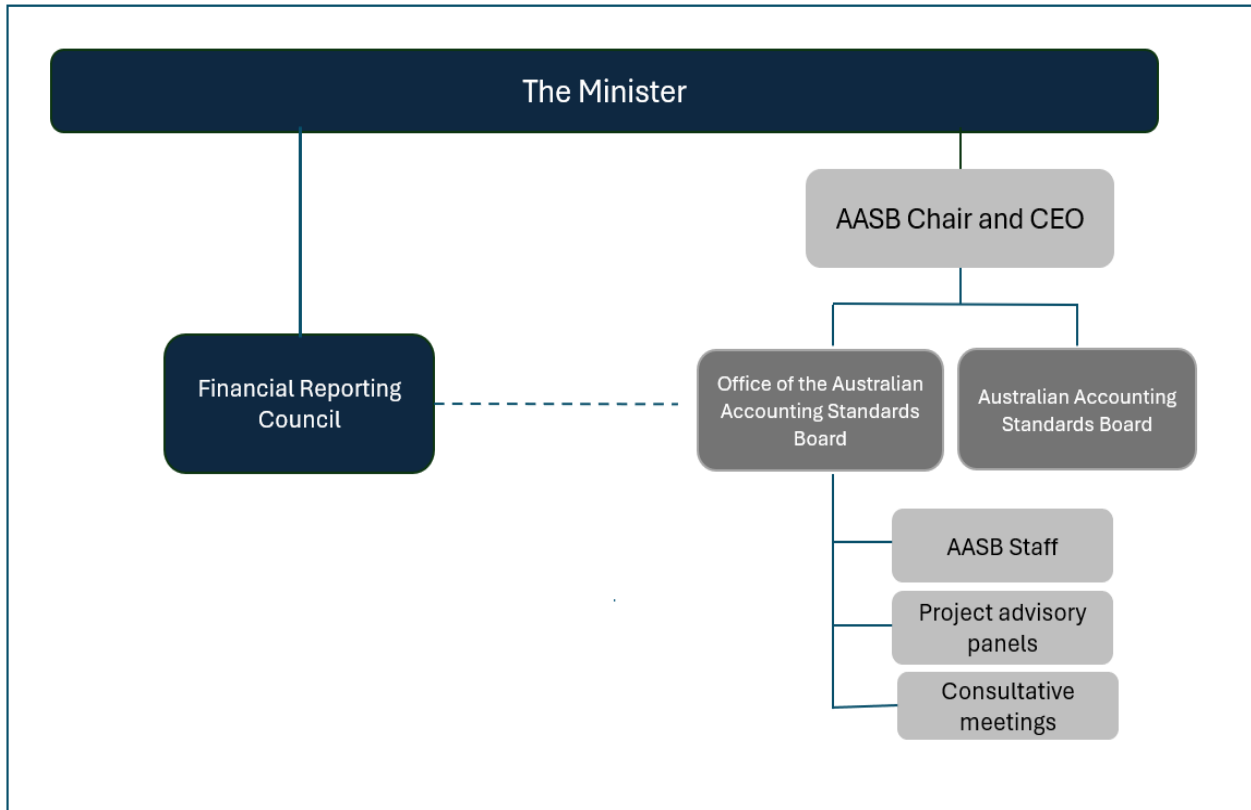 The Minister
AASB Chair and CEO
Financial Reporting
Council
Office of the Australian
Accounting Standards
Board
Australian Accounting
Standards Board
AASB Staff
Project advisory
panels
Consultative
meetings